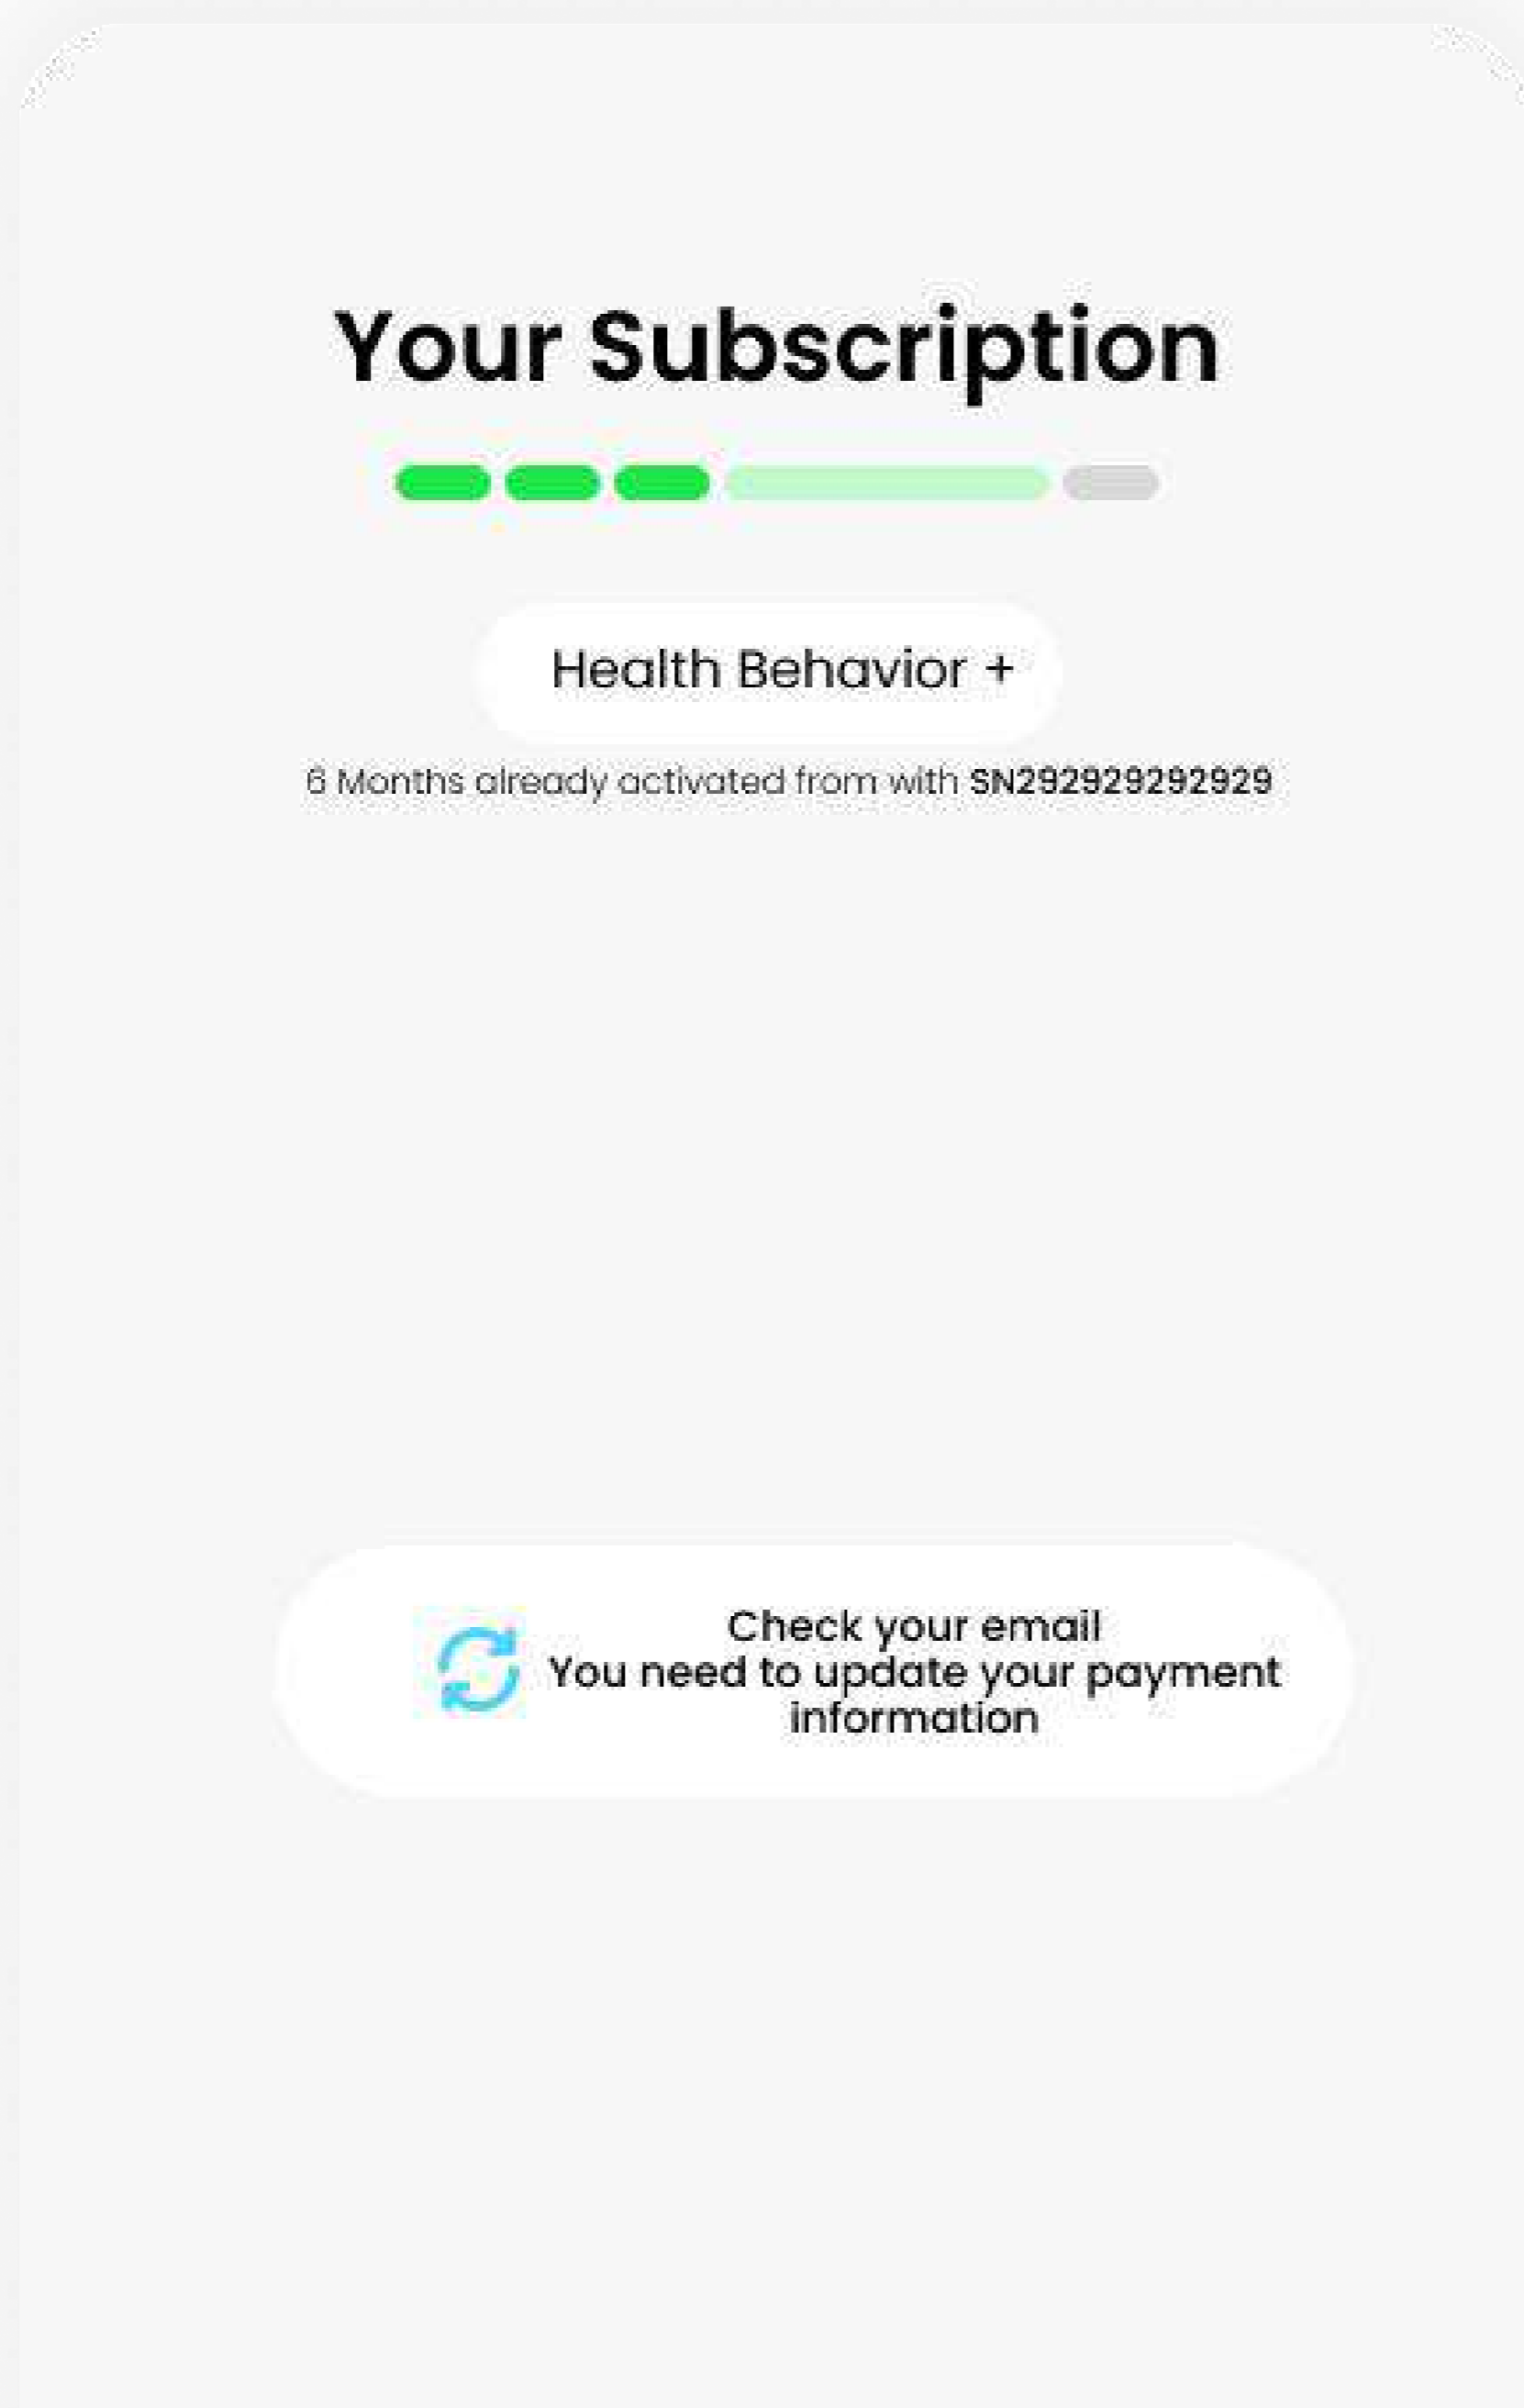 Your Subscription
Health Behavior +
6 Months already activated from with SN292929292929
Check your email
You need to update your payment
information